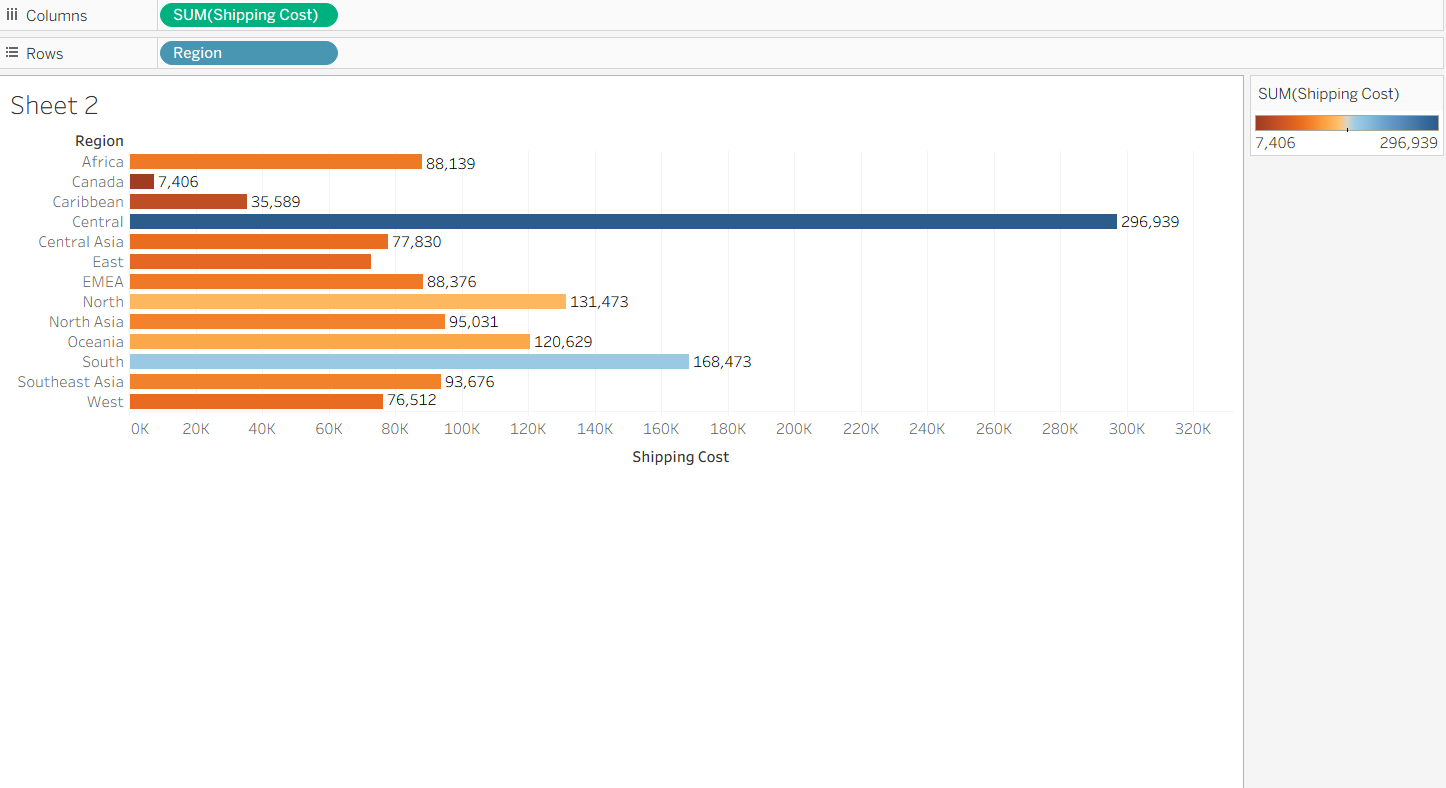 Columns SUM(Shipping Cost)
Rows Region
Sheet 2
SUM(Shipping Cost)
7,406 296,939
Region
Africa 88,139
Canada 7,406
Caribbean 35,589
Central 296,939
Central Asia 77,830
East
EMEA 88,376
North 131,473
North Asia 95,031
Oceania 120,629
South 168,473
Southeast Asia 93,676
West 76,512
0K 20K 40K 60K 80K 100K 120K 140K 160K 180K 200K 220K 240K 260K 280K 300K 320K
Shipping Cost